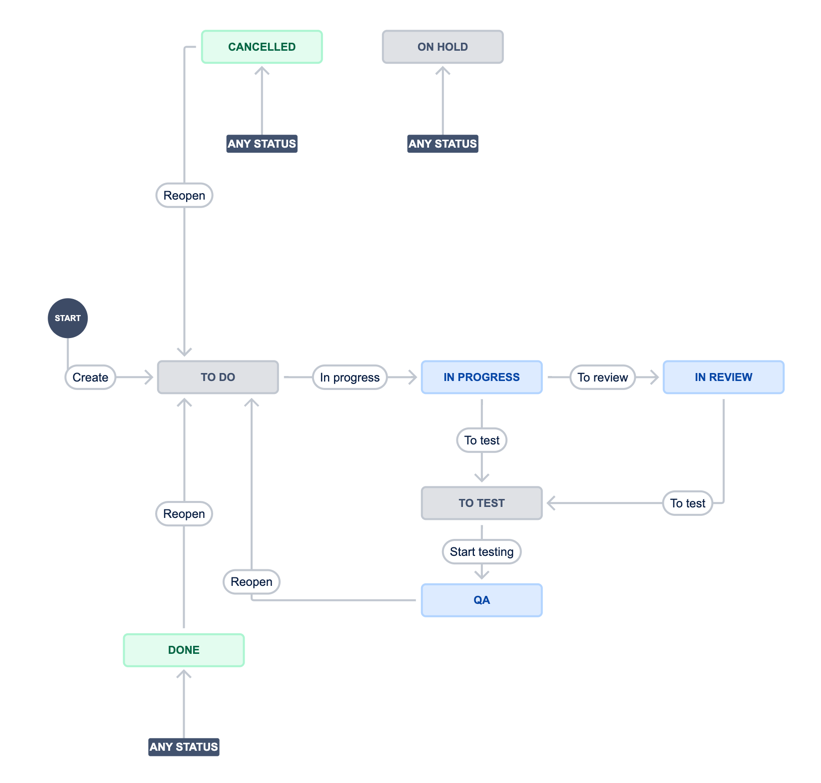 CANCELLED
ON HOLD
ANY STATUS
ANY STATUS
Reopen
START
Create
TO DO
In progress
IN PROGRESS
To review
IN REVIEW
To test
TO TEST
To test
Reopen
Start testing
Reopen
QA
DONE
ANY STATUS